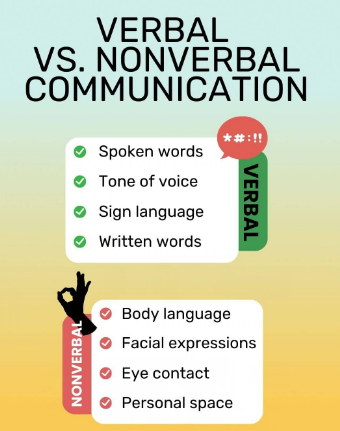 VERBAL
VS. NONVERBAL
COMMUNICATION
*#:!!
Spoken words
Tone of voice
Sign language
Written words
VERBAL
Body language
Facial expressions
Eye contact
Personal space
NONVERBAL